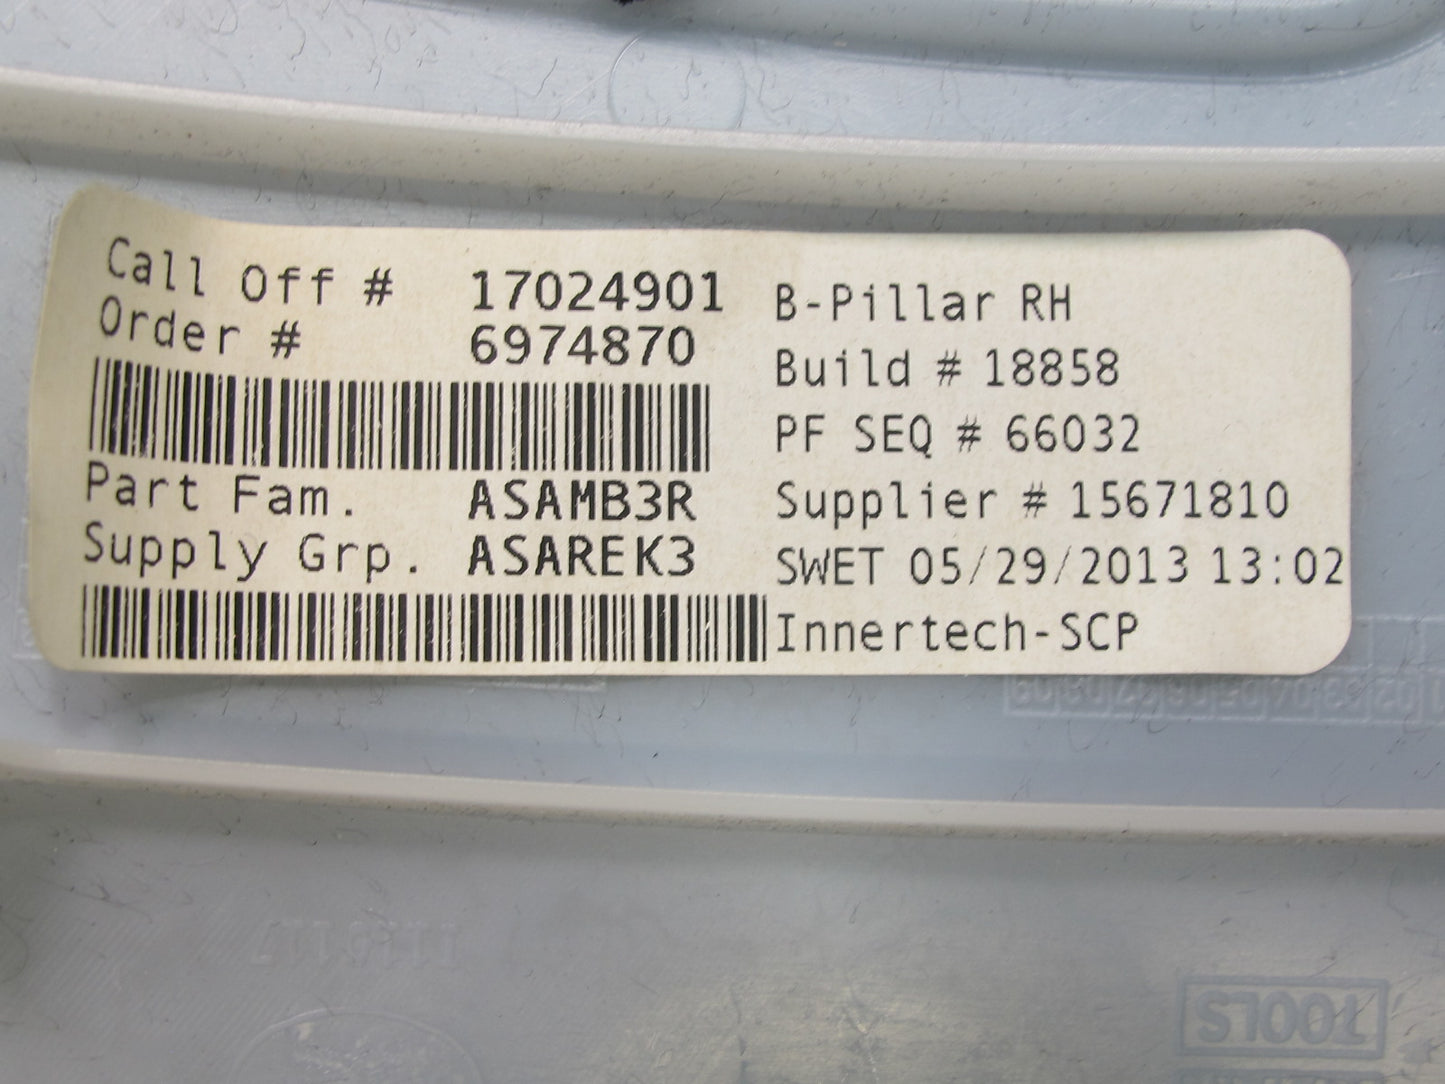 Call Off # 17024901
Order # 6974870
Part Fam. ASAMB3R
Supply Grp. ASAREK3
B-Pillar RH
Build # 18858
PF SEQ # 66032
Supplier # 15671810
SWET 05/29/2013 13:02
Innertech-SCP
TOOLS